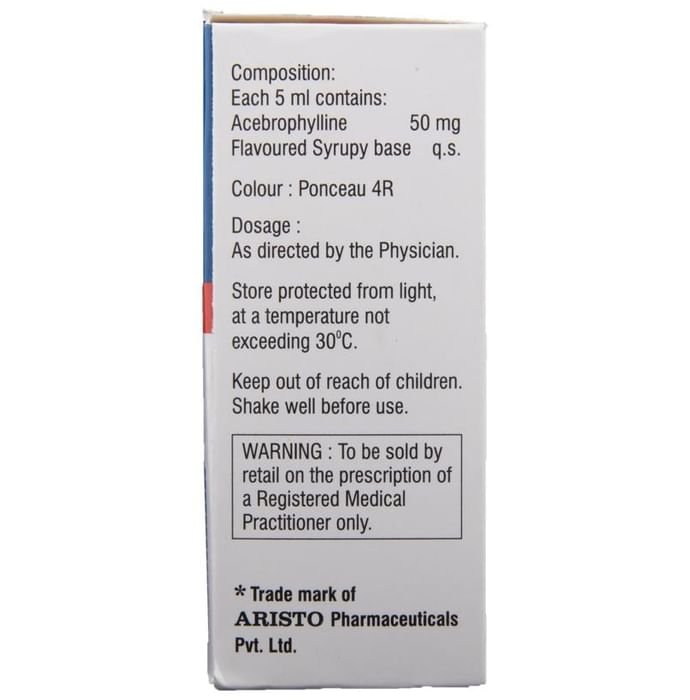 Composition:
Each 5 ml contains:
Acebrophylline 50 mg
Flavoured Syrupy base q.s.
Colour : Ponceau 4R
Dosage :
As directed by the Physician.
Store protected from light,
at a temperature not
exceeding 30⁰C.
Keep out of reach of children.
Shake well before use.
WARNING : To be sold by
retail on the prescription of
a Registered Medical
Practitioner only.
* Trade mark of
ARISTO Pharmaceuticals
Pvt. Ltd.